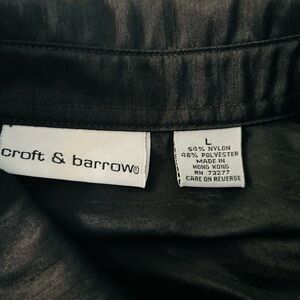 croft & barrow®
L
54% NYLON
46% POLYESTER
MADE IN
HONG KONG
RN 73277
CARE ON REVERSE